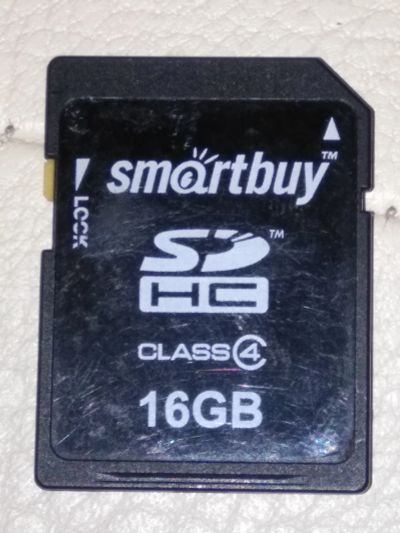 smartbuy™
LOCK
SD™
HC
CLASS 4
16GB